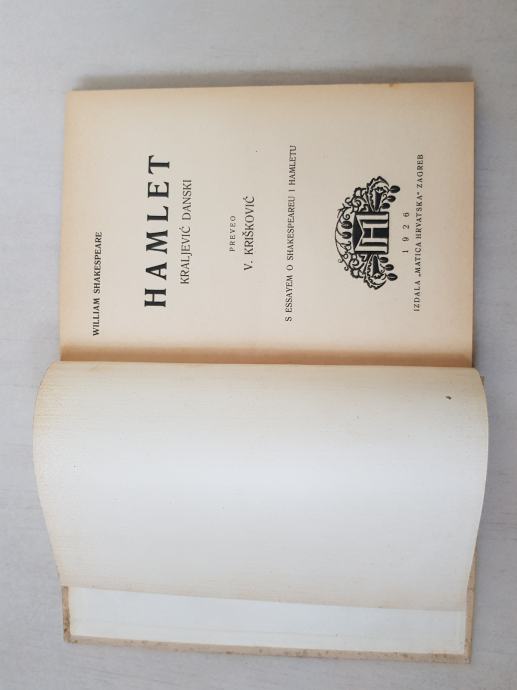 WILLIAM SHAKESPEARE
HAMLET
KRALJEVIĆ DANSKI
PREVEO
V. KRIŠKOVIĆ
S ESSAYEM O SHAKESPEAREU I HAMLETU
1926
IZDALA „MATICA HRVATSKA“ ZAGREB